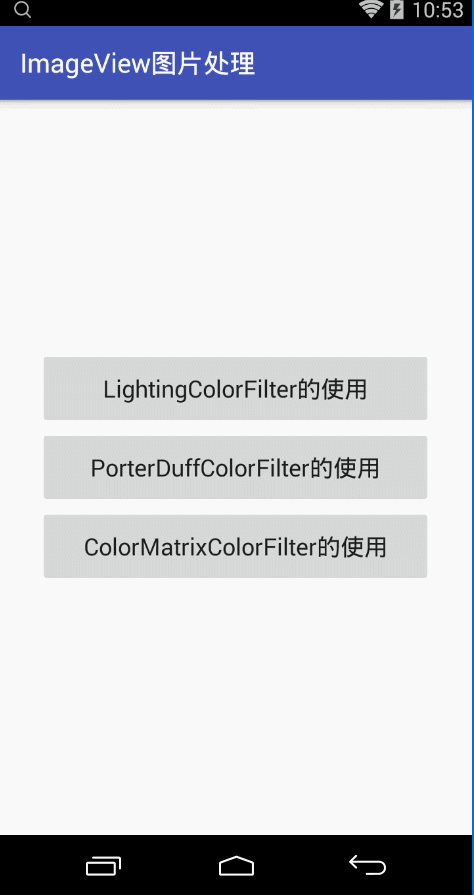 10:53
ImageView图片处理
LightingColorFilter的使用
PorterDuffColorFilter的使用
ColorMatrixColorFilter的使用